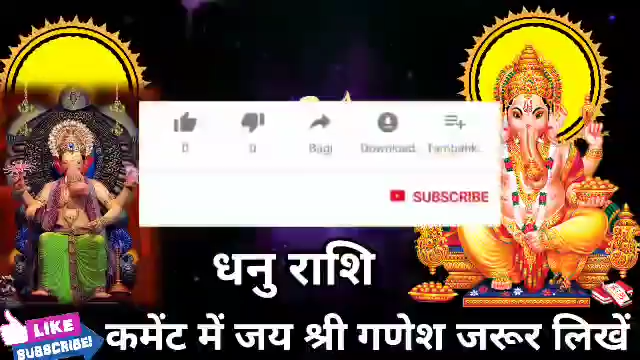 0 0 Bagi Download Tambahk..
SUBSCRIBE
धनु राशि
LIKE
SUBSCRIBE!
कमेंट में जय श्री गणेश जरूर लिखें